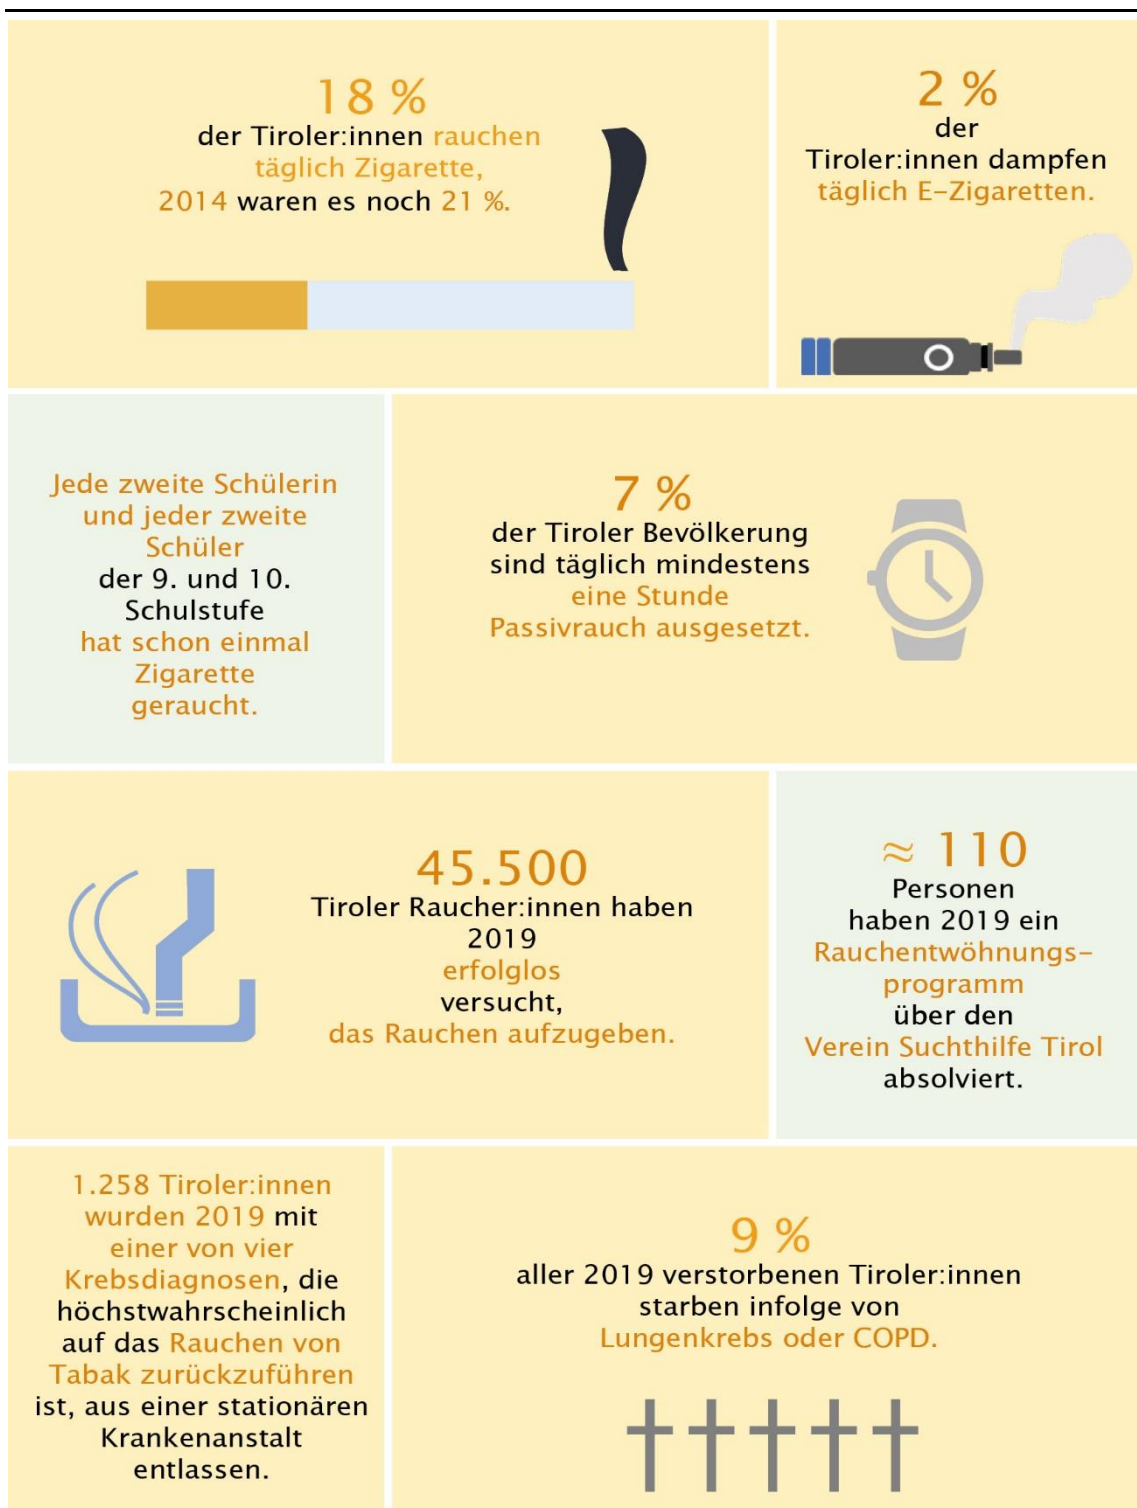 18 %
der Tiroler:innen rauchen
täglich Zigarette,
2014 waren es noch 21 %.
2 %
der
Tiroler:innen dampfen
täglich E-Zigaretten.
Jede zweite Schülerin
und jeder zweite
Schüler
der 9. und 10.
Schulstufe
hat schon einmal
Zigarette
geraucht.
7 %
der Tiroler Bevölkerung
sind täglich mindestens
eine Stunde
Passivrauch ausgesetzt.
45.500
Tiroler Raucher:innen haben
2019
erfolglos
versucht,
das Rauchen aufzugeben.
≈ 110
Personen
haben 2019 ein
Rauchentwöhnungs-
programm
über den
Verein Suchthilfe Tirol
absolviert.
1.258 Tiroler:innen
wurden 2019 mit
einer von vier
Krebsdiagnosen, die
höchstwahrscheinlich
auf das Rauchen von
Tabak zurückzuführen
ist, aus einer stationären
Krankenanstalt
entlassen.
9 %
aller 2019 verstorbenen Tiroler:innen
starben infolge von
Lungenkrebs oder COPD.